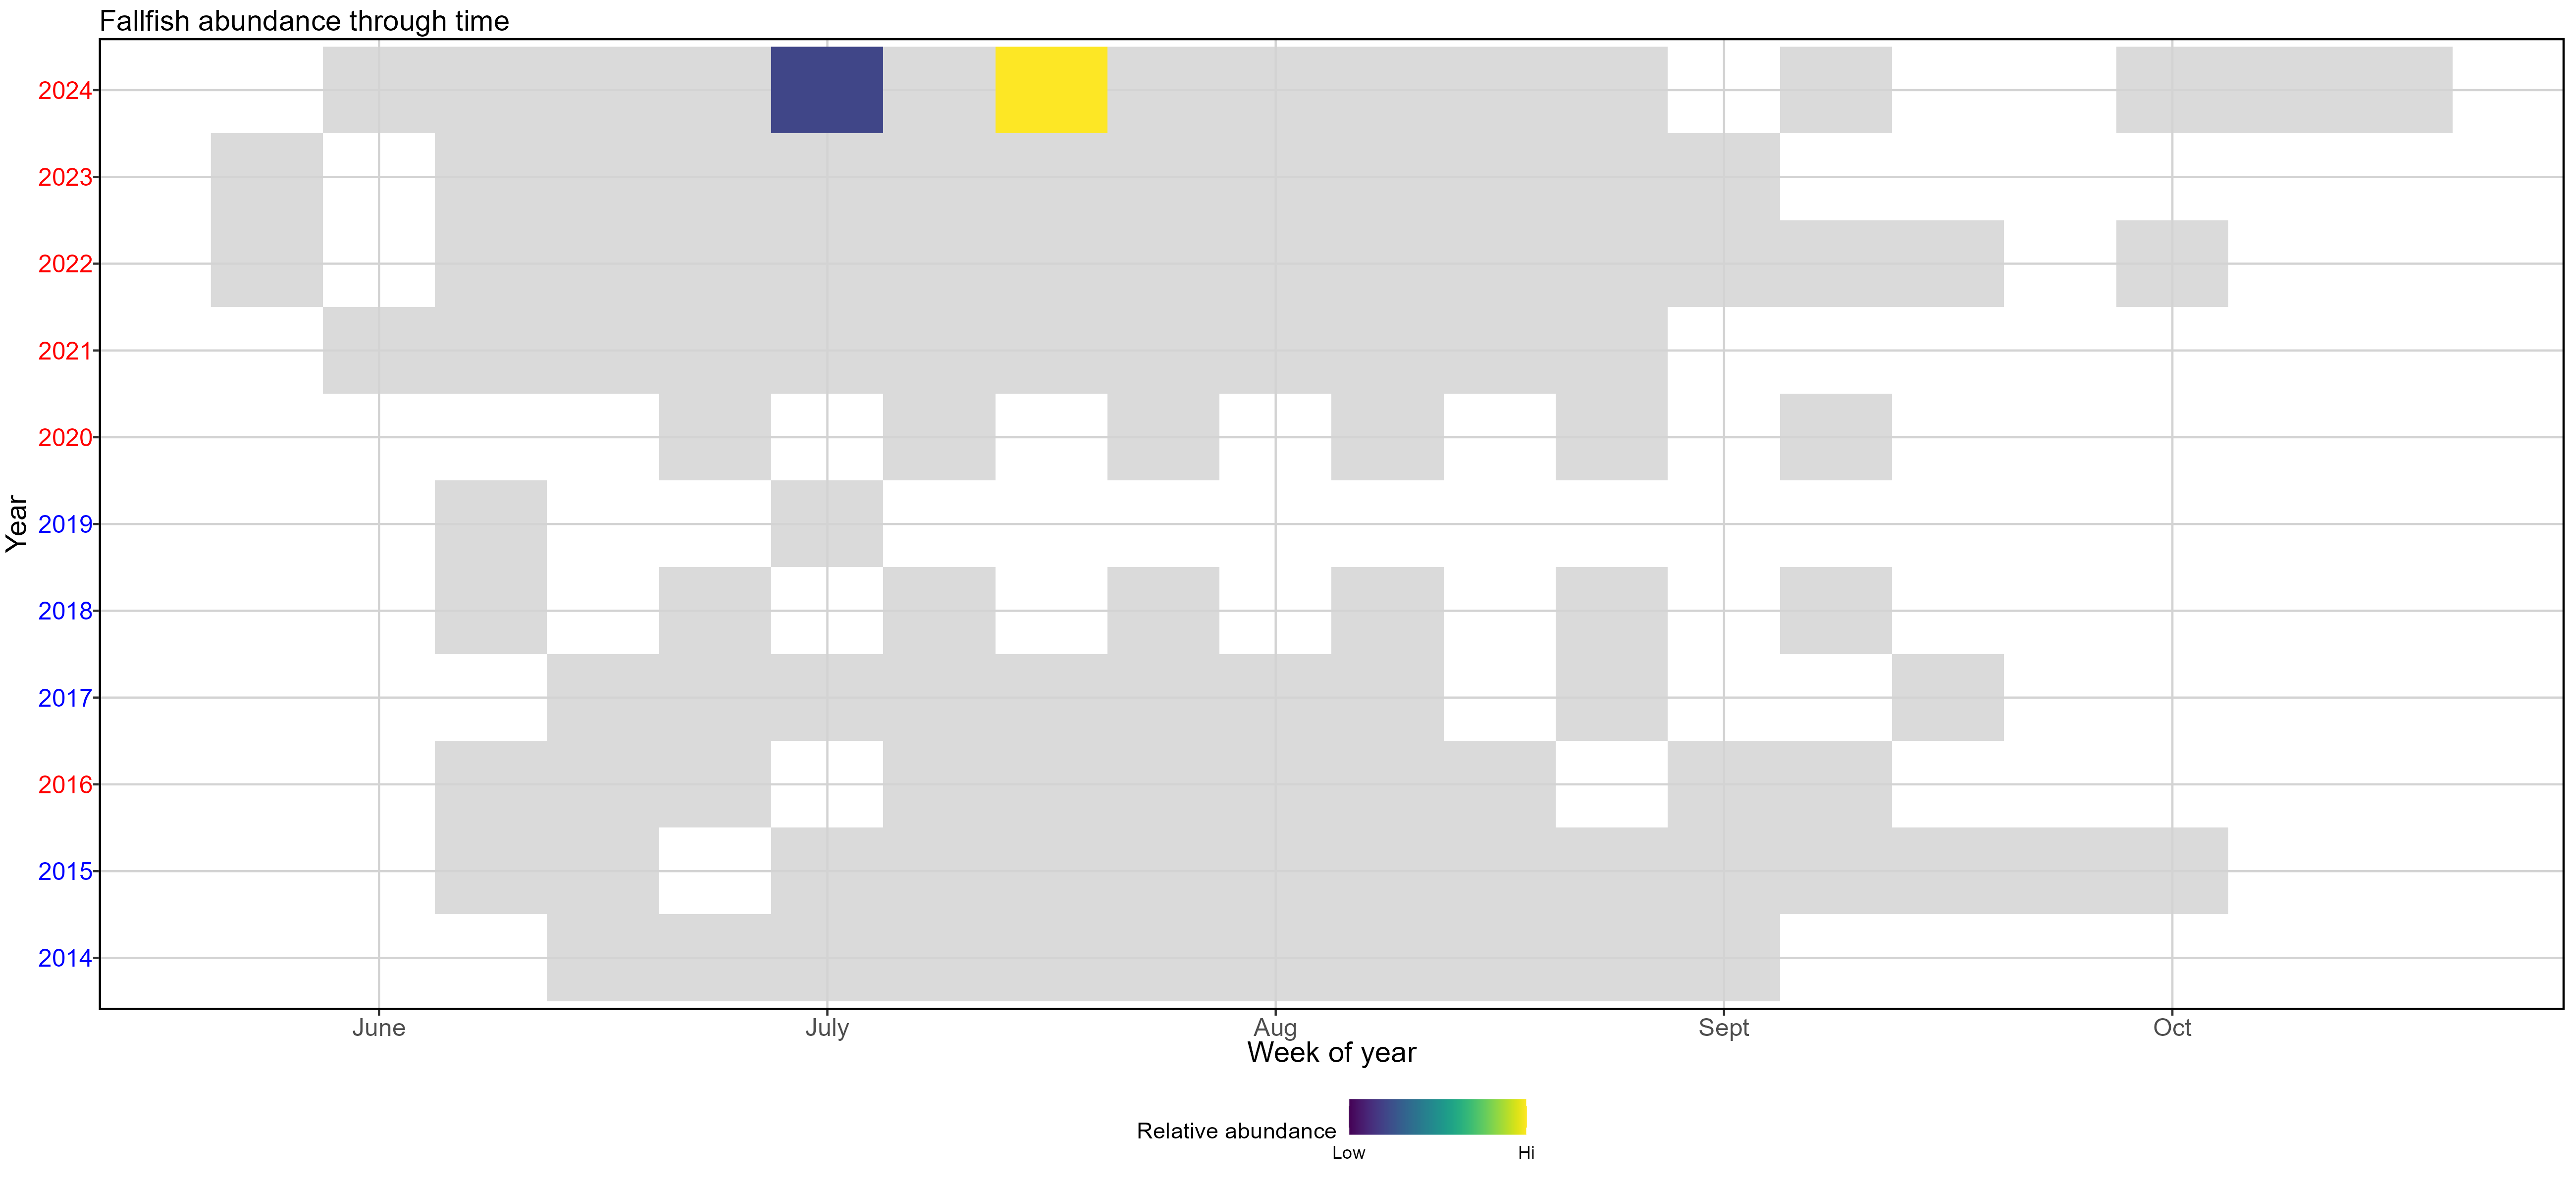 Fallfish abundance through time
2024
2023
2022
2021
2020
2019
2018
2017
2016
2015
2014
Year
June July Aug Sept Oct
Week of year
Relative abundance
Low Hi